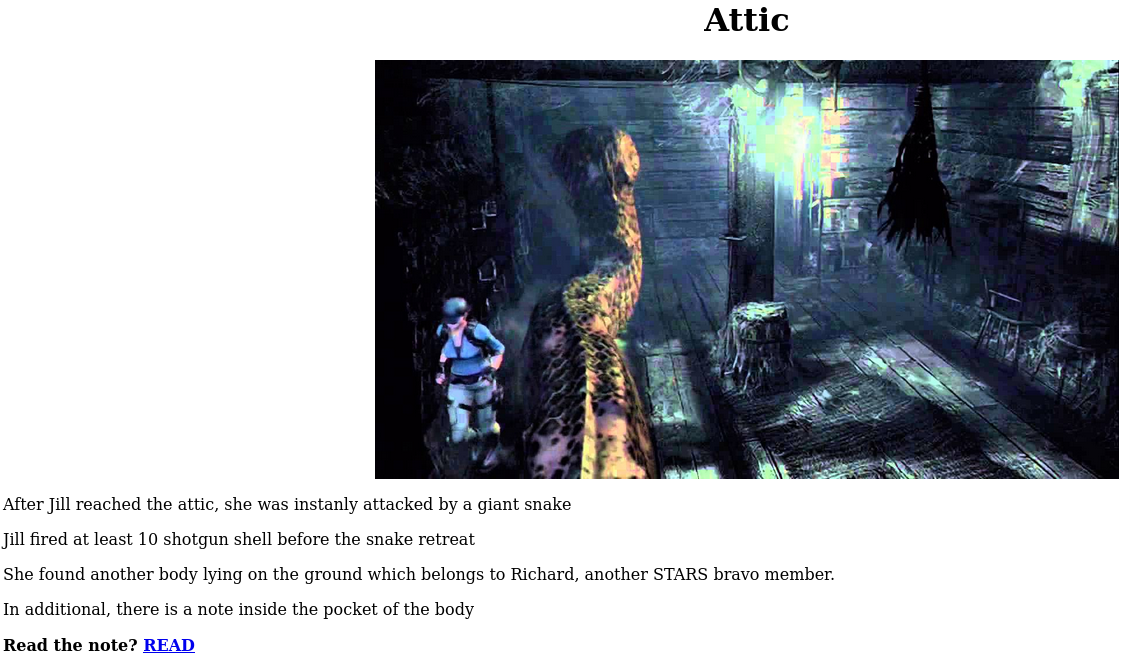 Attic
After Jill reached the attic, she was instanly attacked by a giant snake
Jill fired at least 10 shotgun shell before the snake retreat
She found another body lying on the ground which belongs to Richard, another STARS bravo member.
In additional, there is a note inside the pocket of the body
Read the note? READ